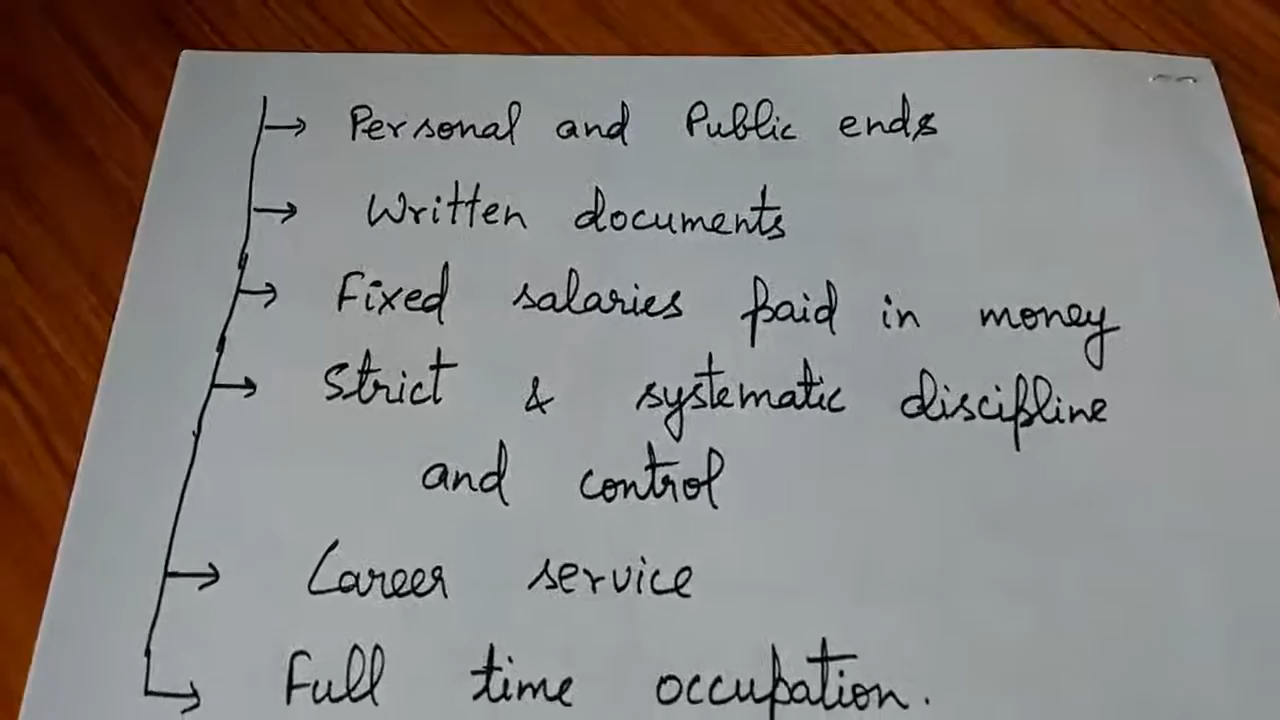 → Personal and Public ends
→ Written documents
→ Fixed salaries paid in money
→ Strict & systematic discipline
and control
→ Career service
→ Full time occupation.